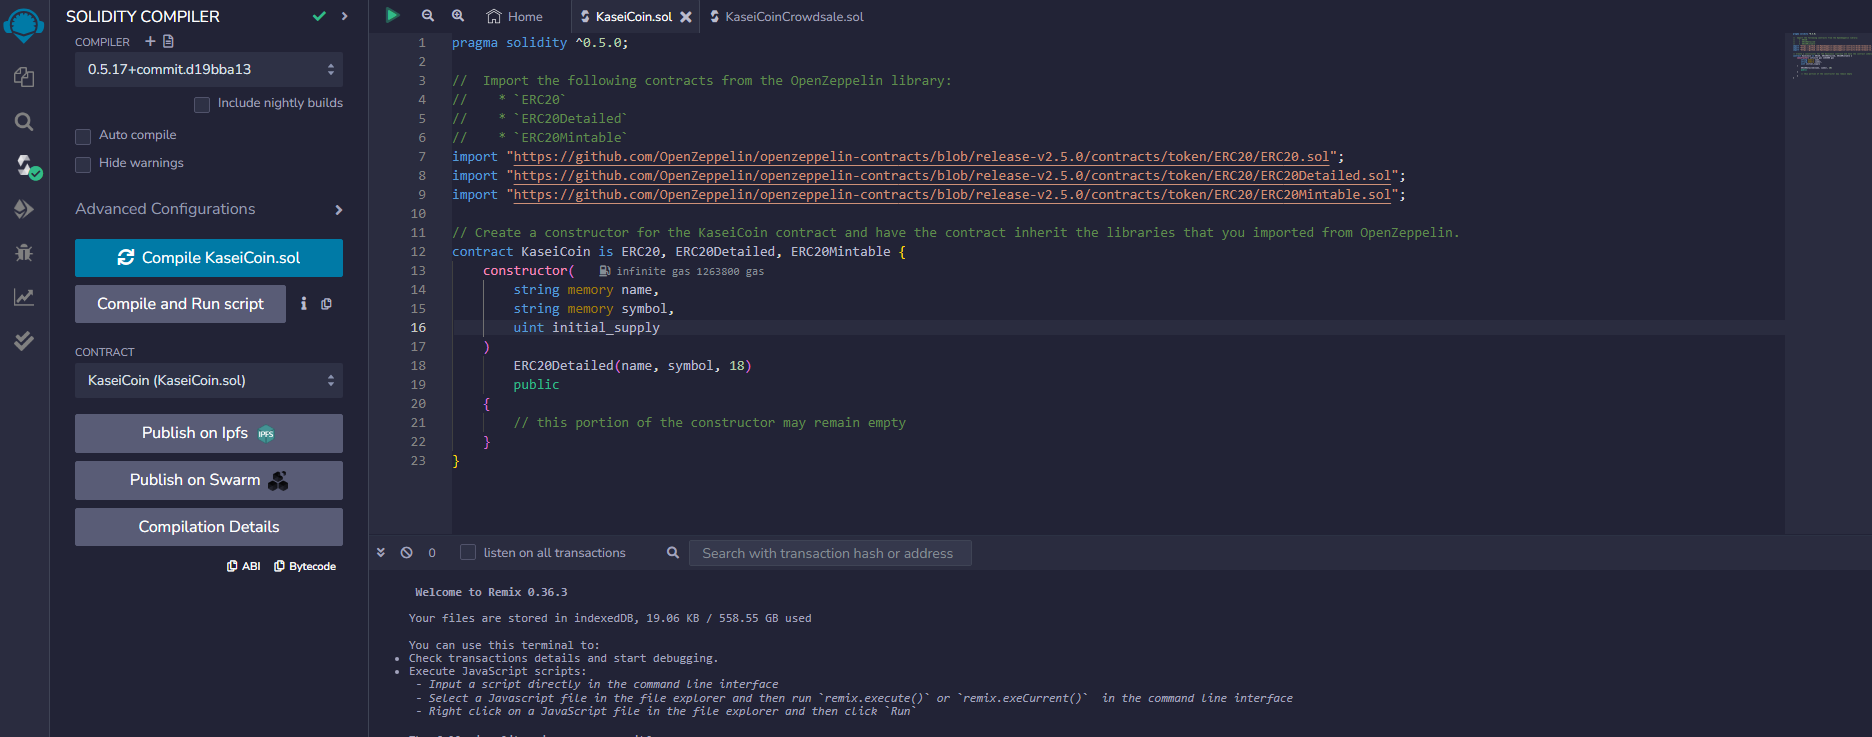 SOLIDITY COMPILER
COMPILER
0.5.17+commit.d19bba13
Include nightly builds
Auto compile
Hide warnings
Advanced Configurations
Compile KaseiCoin.sol
Compile and Run script
CONTRACT
KaseiCoin (KaseiCoin.sol)
Publish on Ipfs IPFS
Publish on Swarm
Compilation Details
ABI Bytecode
Home KaseiCoin.sol KaseiCoinCrowdsale.sol
1 pragma solidity ^0.5.0;
2
3 // Import the following contracts from the OpenZeppelin library:
4 // * `ERC20`
5 // * `ERC20Detailed`
6 // * `ERC20Mintable`
7 import "https://github.com/OpenZeppelin/openzeppelin-contracts/blob/release-v2.5.0/contracts/token/ERC20/ERC20.sol";
8 import "https://github.com/OpenZeppelin/openzeppelin-contracts/blob/release-v2.5.0/contracts/token/ERC20/ERC20Detailed.sol";
9 import "https://github.com/OpenZeppelin/openzeppelin-contracts/blob/release-v2.5.0/contracts/token/ERC20/ERC20Mintable.sol";
10
11 // Create a constructor for the KaseiCoin contract and have the contract inherit the libraries that you imported from OpenZeppelin.
12 contract KaseiCoin is ERC20, ERC20Detailed, ERC20Mintable {
13 constructor( infinite gas 1263800 gas
14 string memory name,
15 string memory symbol,
16 uint initial_supply
17 )
18 ERC20Detailed(name, symbol, 18)
19 public
20 {
21 // this portion of the constructor may remain empty
22 }
23 }
0 listen on all transactions Search with transaction hash or address
Welcome to Remix 0.36.3
Your files are stored in indexedDB, 19.06 KB / 558.55 GB used
You can use this terminal to:
• Check transactions details and start debugging.
• Execute JavaScript scripts:
- Input a script directly in the command line interface
- Select a Javascript file in the file explorer and then run `remix.execute()` or `remix.exeCurrent()` in the command line interface
- Right click on a JavaScript file in the file explorer and then click `Run`